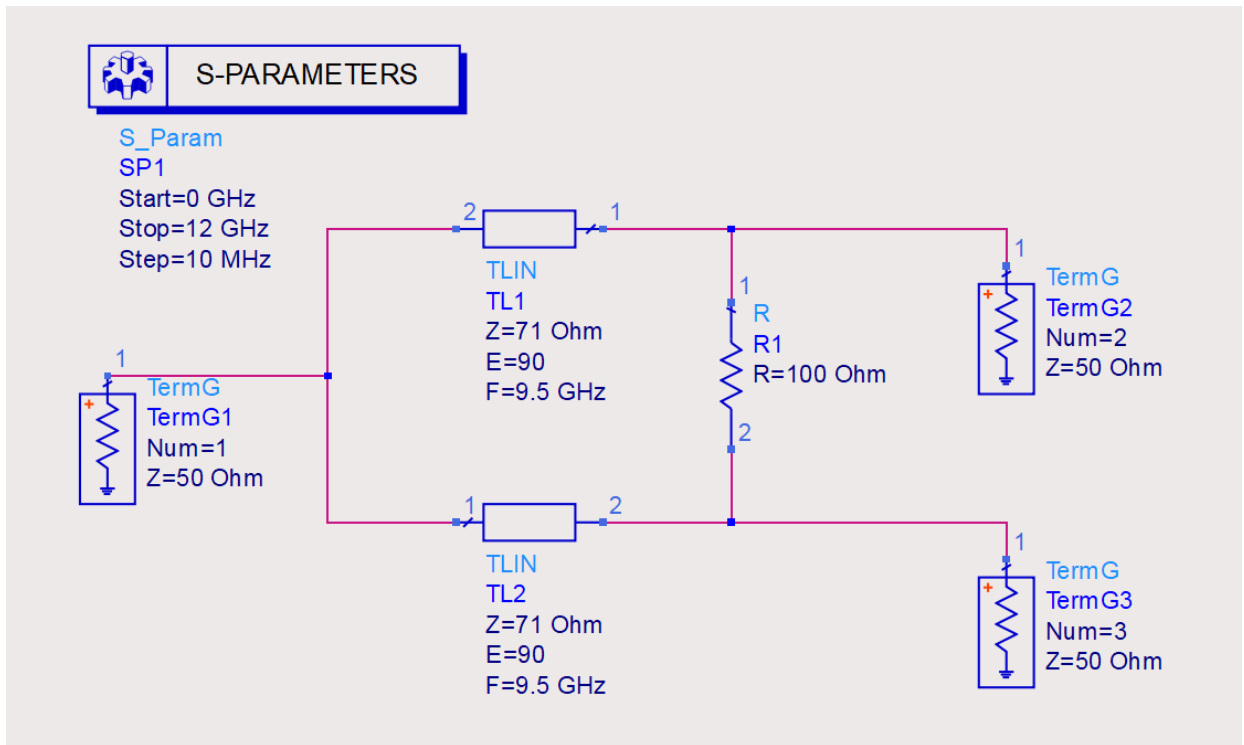 S-PARAMETERS
S_Param
SP1
Start=0 GHz
Stop=12 GHz
Step=10 MHz
2
1
TLIN
TL1
Z=71 Ohm
E=90
F=9.5 GHz
1
R
R1
R=100 Ohm
2
1
+
TermG
TermG2
Num=2
Z=50 Ohm
1
+
TermG
TermG1
Num=1
Z=50 Ohm
1
2
TLIN
TL2
Z=71 Ohm
E=90
F=9.5 GHz
1
+
TermG
TermG3
Num=3
Z=50 Ohm